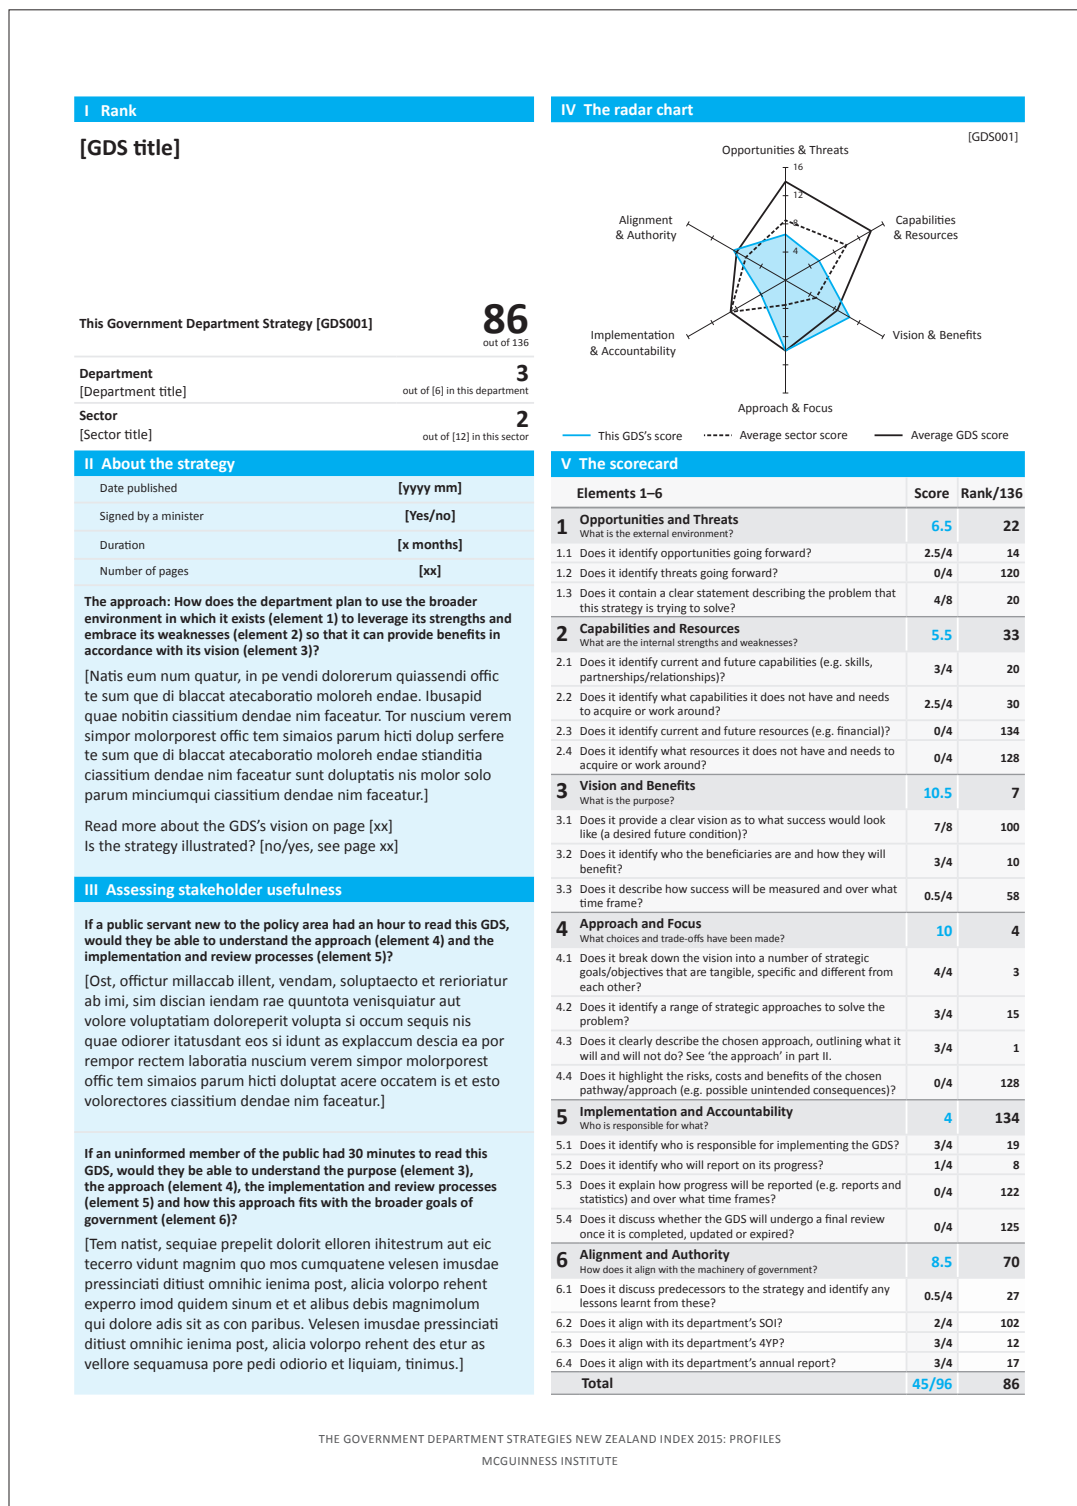 I Rank
[GDS title]
This Government Department Strategy [GDS001]
86
out of 136
Department
[Department title]
3
out of [6] in this department
Sector
[Sector title]
2
out of [12] in this sector
II About the strategy
Date published [yyyy mm]
Signed by a minister [Yes/no]
Duration [x months]
Number of pages [xx]
The approach: How does the department plan to use the broader
environment in which it exists (element 1) to leverage its strengths and
embrace its weaknesses (element 2) so that it can provide benefits in
accordance with its vision (element 3)?
[Natis eum num quatur, in pe vendi dolorerum quiassendi offic
te sum que di blaccat atecaboratio moloreh endae. Ibusapid
quae nobitin ciassitium dendae nim faceatur. Tor nuscium verem
simpor molorporest offic tem simaios parum hicti dolup serfere
te sum que di blaccat atecaboratio moloreh endae stianditia
ciassitium dendae nim faceatur sunt doluptatis nis molor solo
parum minciumqui ciassitium dendae nim faceatur.]
Read more about the GDS's vision on page [xx]
Is the strategy illustrated? [no/yes, see page xx]
III Assessing stakeholder usefulness
If a public servant new to the policy area had an hour to read this GDS,
would they be able to understand the approach (element 4) and the
implementation and review processes (element 5)?
[Ost, offictur millaccab illent, vendam, soluptaecto et rerioriatur
ab imi, sim discian iendam rae quuntota venisquiatur aut
volore voluptatiam doloreperit volupta si occum sequis nis
quae odiorer itatusdant eos si idunt as explaccum descia ea por
rempor rectem laboratia nuscium verem simpor molorporest
offic tem simaios parum hicti doluptat acere occatem is et esto
volorectores ciassitium dendae nim faceatur.]
If an uninformed member of the public had 30 minutes to read this
GDS, would they be able to understand the purpose (element 3),
the approach (element 4), the implementation and review processes
(element 5) and how this approach fits with the broader goals of
government (element 6)?
[Tem natist, sequiae prepelit dolorit elloren ihitestrum aut eic
tecerro vidunt magnim quo mos cumquatene velesen imusdae
pressinciati ditiust omnihic ienima post, alicia volorpo rehent
experro imod quidem sinum et et alibus debis magnimolum
qui dolore adis sit as con paribus. Velesen imusdae pressinciati
ditiust omnihic ienima post, alicia volorpo rehent des etur as
vellore sequamusa pore pedi odiorio et liquiam, tinimus.]
IV The radar chart
[GDS001]
Opportunities & Threats
16
12
8
4
Alignment
& Authority
Capabilities
& Resources
Implementation
& Accountability
Vision & Benefits
Approach & Focus
This GDS's score Average sector score Average GDS score
V The scorecard
Elements 1–6 Score Rank/136
1 Opportunities and Threats 6.5 22
What is the external environment?
1.1 Does it identify opportunities going forward? 2.5/4 14
1.2 Does it identify threats going forward? 0/4 120
1.3 Does it contain a clear statement describing the problem that
this strategy is trying to solve? 4/8 20
2 Capabilities and Resources 5.5 33
What are the internal strengths and weaknesses?
2.1 Does it identify current and future capabilities (e.g. skills,
partnerships/relationships)? 3/4 20
2.2 Does it identify what capabilities it does not have and needs
to acquire or work around? 2.5/4 30
2.3 Does it identify current and future resources (e.g. financial)? 0/4 134
2.4 Does it identify what resources it does not have and needs to
acquire or work around? 0/4 128
3 Vision and Benefits 10.5 7
What is the purpose?
3.1 Does it provide a clear vision as to what success would look
like (a desired future condition)? 7/8 100
3.2 Does it identify who the beneficiaries are and how they will
benefit? 3/4 10
3.3 Does it describe how success will be measured and over what
time frame? 0.5/4 58
4 Approach and Focus 10 4
What choices and trade-offs have been made?
4.1 Does it break down the vision into a number of strategic
goals/objectives that are tangible, specific and different from
each other? 4/4 3
4.2 Does it identify a range of strategic approaches to solve the
problem? 3/4 15
4.3 Does it clearly describe the chosen approach, outlining what it
will and will not do? See 'the approach' in part II. 3/4 1
4.4 Does it highlight the risks, costs and benefits of the chosen
pathway/approach (e.g. possible unintended consequences)? 0/4 128
5 Implementation and Accountability 4 134
Who is responsible for what?
5.1 Does it identify who is responsible for implementing the GDS? 3/4 19
5.2 Does it identify who will report on its progress? 1/4 8
5.3 Does it explain how progress will be reported (e.g. reports and
statistics) and over what time frames? 0/4 122
5.4 Does it discuss whether the GDS will undergo a final review
once it is completed, updated or expired? 0/4 125
6 Alignment and Authority 8.5 70
How does it align with the machinery of government?
6.1 Does it discuss predecessors to the strategy and identify any
lessons learnt from these? 0.5/4 27
6.2 Does it align with its department's SOI? 2/4 102
6.3 Does it align with its department's 4YP? 3/4 12
6.4 Does it align with its department's annual report? 3/4 17
Total 45/96 86
THE GOVERNMENT DEPARTMENT STRATEGIES NEW ZEALAND INDEX 2015: PROFILES
MCGUINNESS INSTITUTE